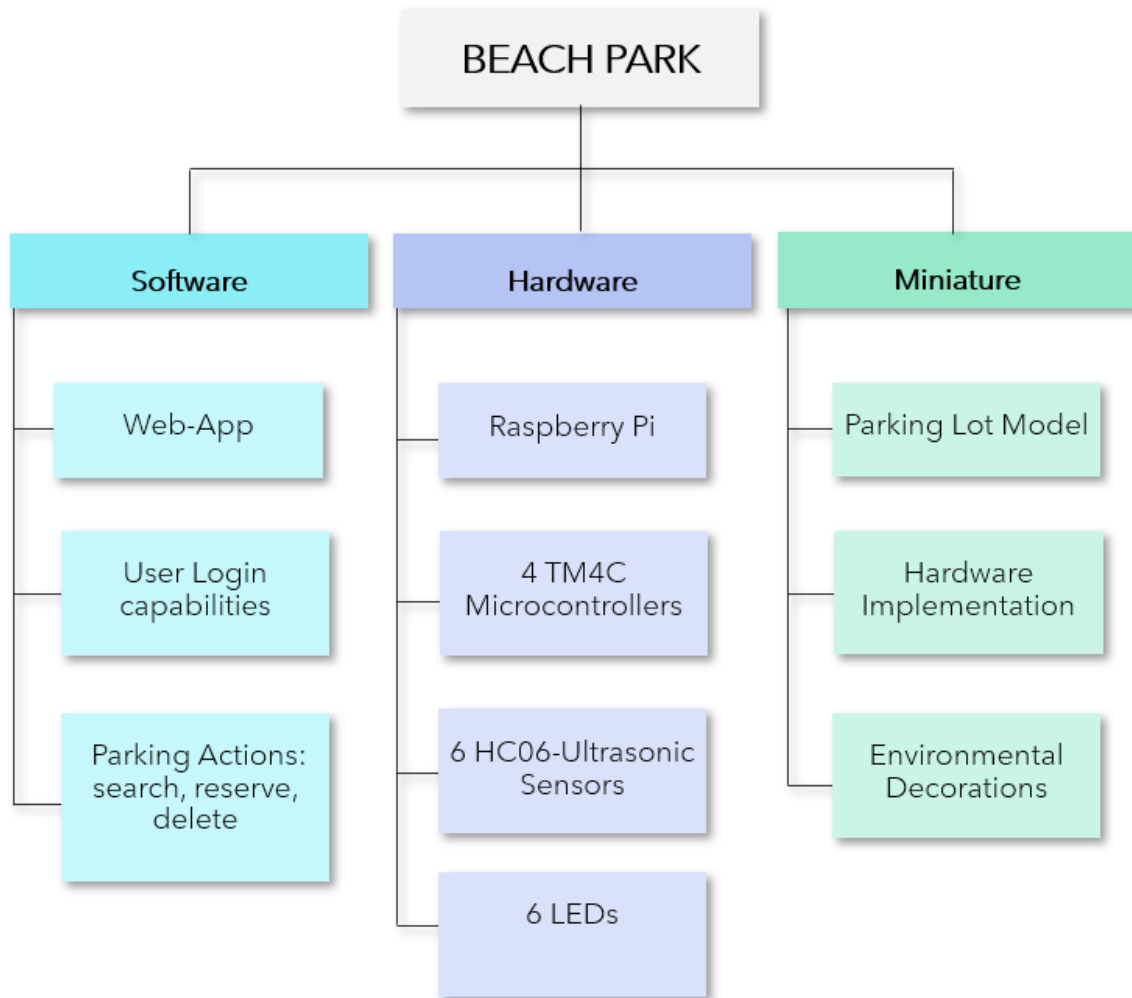 BEACH PARK
Software
Web-App
User Login
capabilities
Parking Actions:
search, reserve,
delete
Hardware
Raspberry Pi
4 TM4C
Microcontrollers
6 HC06-Ultrasonic
Sensors
6 LEDs
Miniature
Parking Lot Model
Hardware
Implementation
Environmental
Decorations